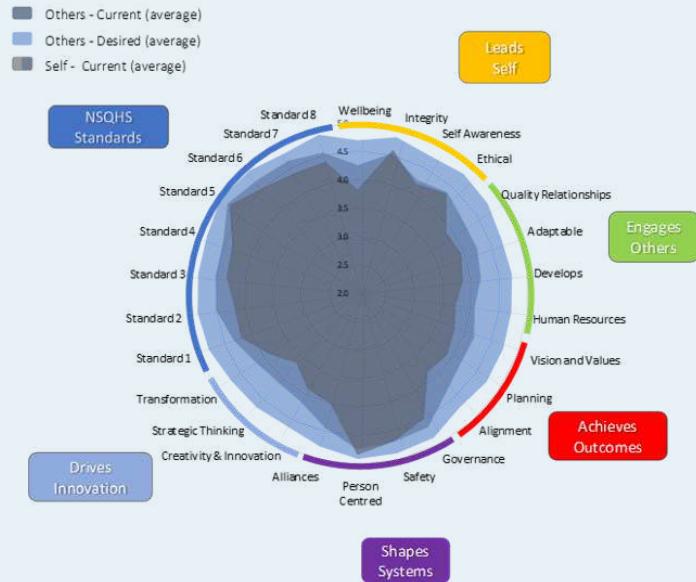 Others - Current (average)
Others - Desired (average)
Self - Current (average)
Leads
Self
NSQHS
Standards
Engages
Others
Achieves
Outcomes
Shapes
Systems
Drives
Innovation
Wellbeing
Integrity
Self Awareness
Ethical
Quality Relationships
Adaptable
Develops
Human Resources
Vision and Values
Planning
Alignment
Governance
Safety
Person
Centred
Alliances
Creativity & Innovation
Strategic Thinking
Transformation
Standard 1
Standard 2
Standard 3
Standard 4
Standard 5
Standard 6
Standard 7
Standard 8
5.0
4.5
4.0
3.5
3.0
2.5
2.0